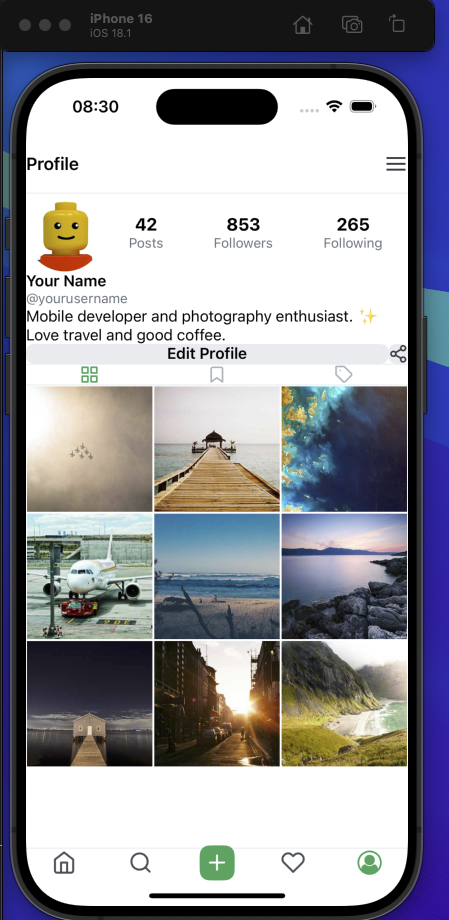 iPhone 16
iOS 18.1
08:30
Profile
42
Posts
853
Followers
265
Following
Your Name
@yourusername
Mobile developer and photography enthusiast. ✨
Love travel and good coffee.
Edit Profile